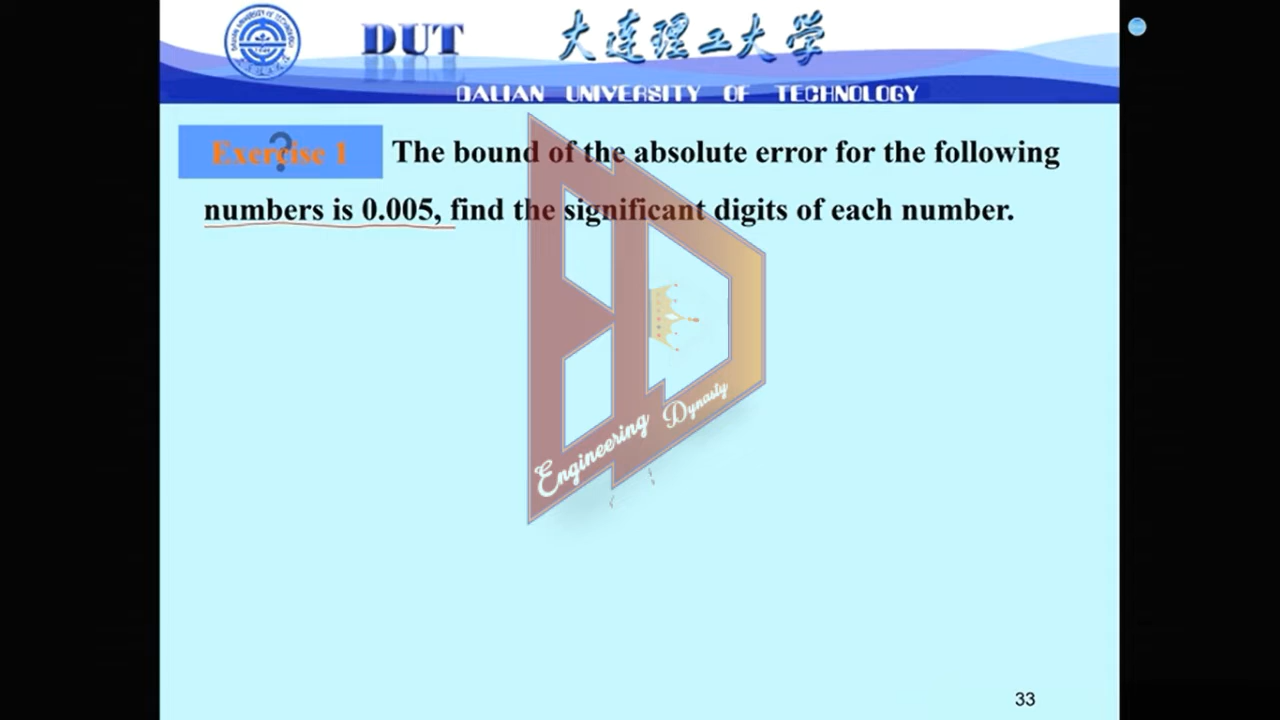 DUT
大连理工大学
DALIAN UNIVERSITY OF TECHNOLOGY
Exercise 1 The bound of the absolute error for the following
?
numbers is 0.005, find the significant digits of each number.
Engineering Dynasty
33